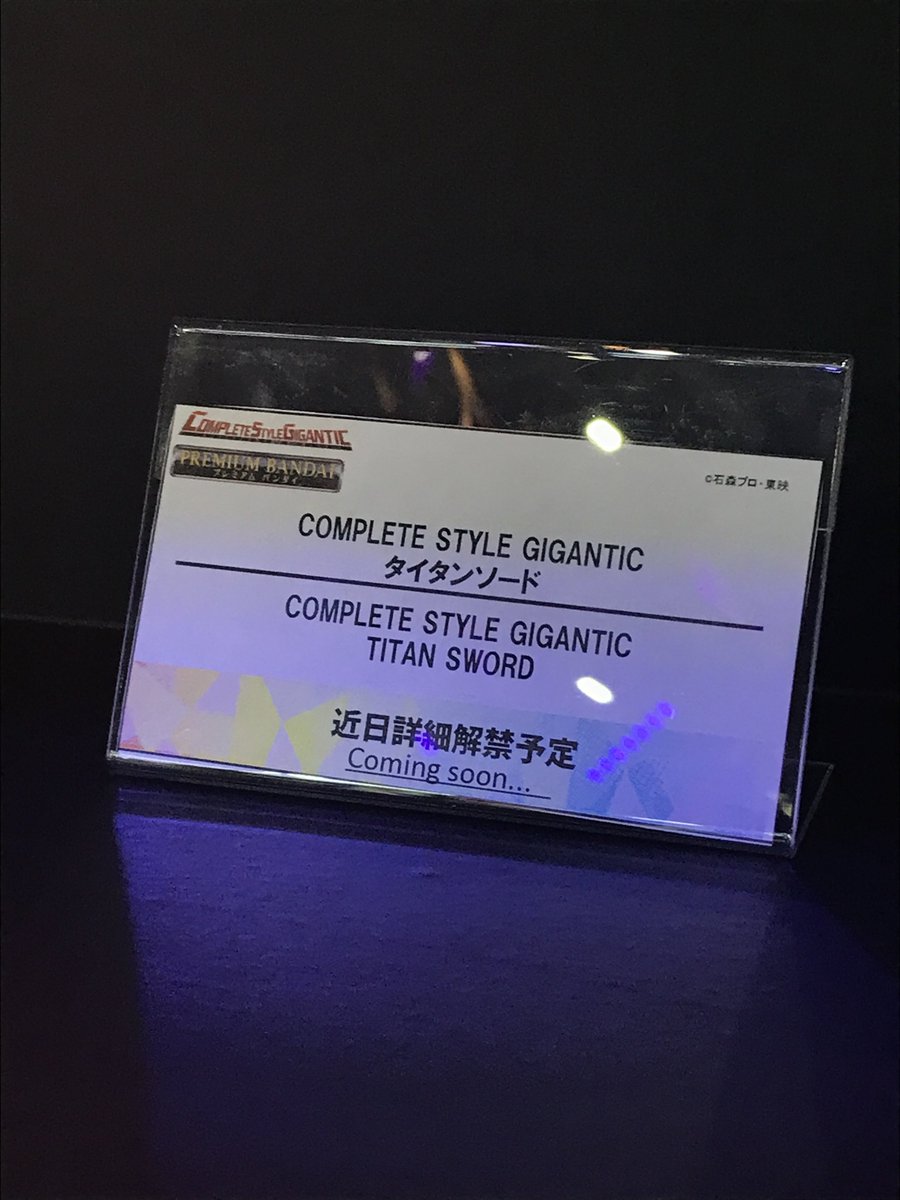 COMPLETE STYLE GIGANTIC
PREMIUM BANDAI
プレミアム バンダイ
©石森プロ・東映
COMPLETE STYLE GIGANTIC
タイタンソード
COMPLETE STYLE GIGANTIC
TITAN SWORD
近日詳細解禁予定
Coming soon...